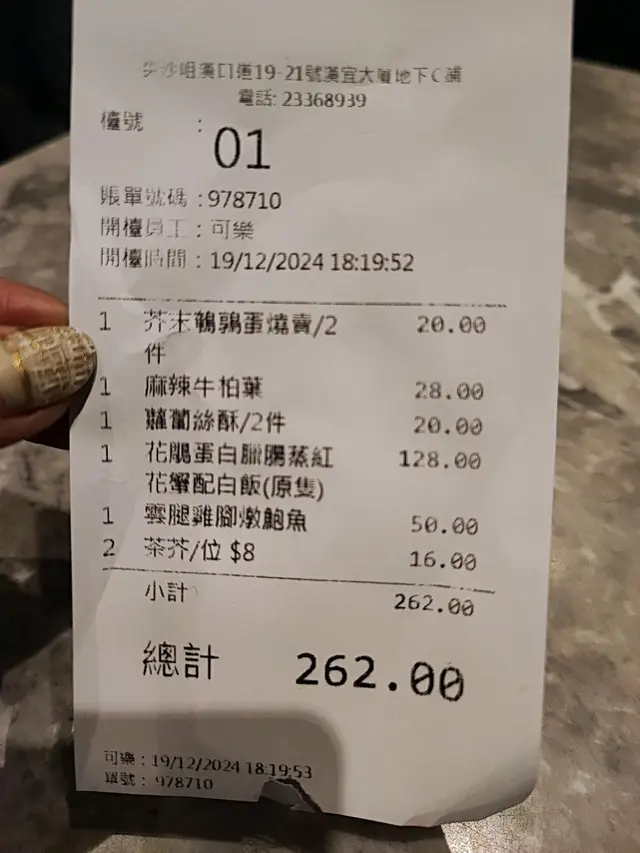 尖沙咀漢口道19-21號漢宜大廈地下C舖
電話: 23368939
檯號 :
01
賬單號碼 : 978710
開檯員工 : 可樂
開檯時間 : 19/12/2024 18:19:52
1 芥末鵪鶉蛋燒賣/2 20.00
件
1 麻辣牛柏葉 28.00
1 蘿蔔絲酥/2件 20.00
1 花鵰蛋白臘腸蒸紅 128.00
花蟹配白飯(原隻)
1 雲腿雞腳燉鮑魚 50.00
2 茶芥/位 $8 16.00
小計 262.00
總計 262.00
可樂 : 19/12/2024 18:19:53
單號 : 978710